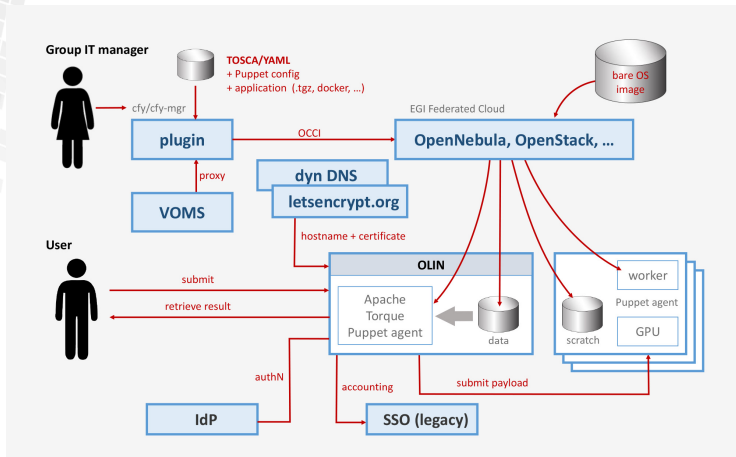 Group IT manager
TOSCA/YAML
+ Puppet config
+ application (.tgz, docker, ...)
bare OS
image
cfy/cfy-mgr
EGI Federated Cloud
plugin
OCCI
OpenNebula, OpenStack, ...
proxy
dyn DNS
VOMS
letsencrypt.org
hostname + certificate
User
OLIN
submit
worker
Apache
Torque
Puppet agent
retrieve result
Puppet agent
GPU
data
scratch
authN
accounting
submit payload
IdP
SSO (legacy)